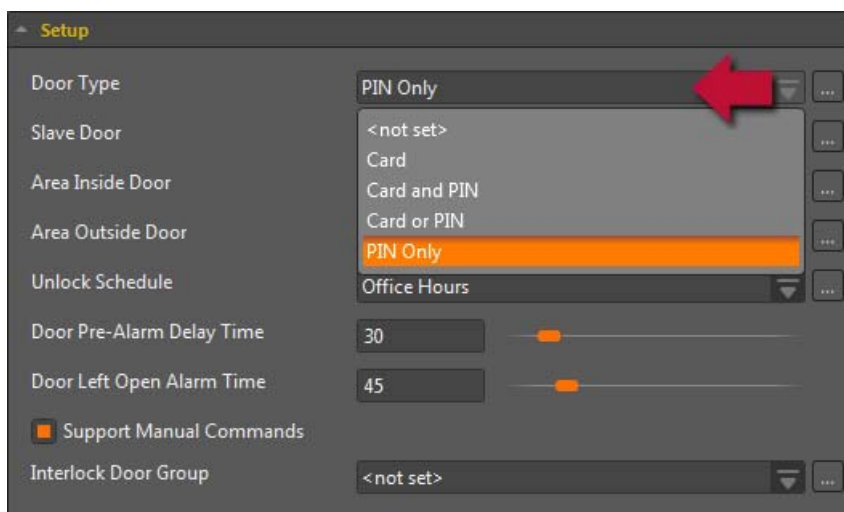 Setup
Door Type PIN Only ...
Slave Door <not set> ...
Card
Area Inside Door Card and PIN ...
Card or PIN
Area Outside Door PIN Only ...
Unlock Schedule Office Hours ...
Door Pre-Alarm Delay Time 30
Door Left Open Alarm Time 45
Support Manual Commands
Interlock Door Group <not set> ...